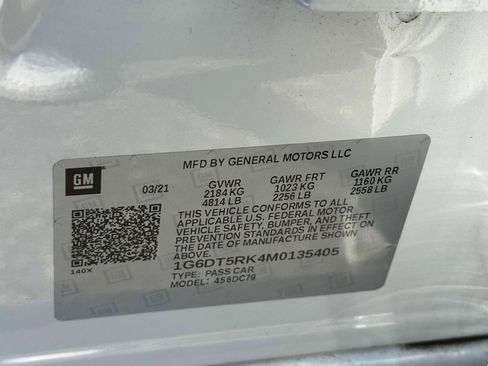 MFD BY GENERAL MOTORS LLC
GM
03/21
GVWR GAWR FRT GAWR RR
2184 KG 1023 KG 1160 KG
4814 LB 2256 LB 2558 LB
THIS VEHICLE CONFORMS TO ALL
APPLICABLE U.S. FEDERAL MOTOR
VEHICLE SAFETY, BUMPER, AND THEFT
PREVENTION STANDARDS IN EFFECT
ON THE DATE OF MANUFACTURE
SHOWN ABOVE.
140X
1G6DT5RK4M0135405
TYPE: PASS CAR
MODEL: 456DC79